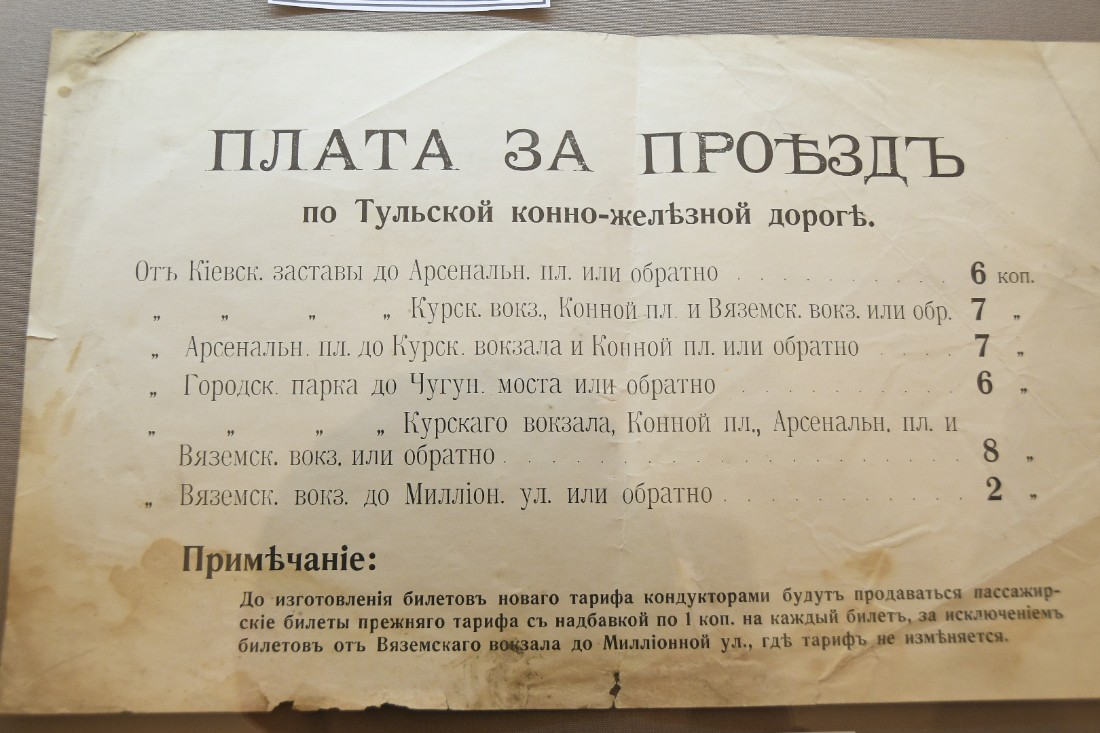 ПЛАТА ЗА ПРОѢЗДЪ
по Тульской конно-желѣзной дорогѣ.
Отъ Кіевск. заставы до Арсенальн. пл. или обратно . . . . . . . . . . 6 коп.
„ „ „ „ Курск. вокз., Конной пл. и Вяземск. вокз. или обр. 7 „
„ Арсенальн. пл. до Курск. вокзала и Конной пл. или обратно . . . . 7 „
„ Городск. парка до Чугун. моста или обратно . . . . . . . . . . 6 „
„ „ „ „ Курскаго вокзала, Конной пл., Арсенальн. пл. и
Вяземск. вокз. или обратно . . . . . . . . . . . . . . . . . . 8 „
„ Вяземск. вокз. до Милліон. ул. или обратно . . . . . . . . . . 2 „
Примѣчаніе:
До изготовленія билетовъ новаго тарифа кондукторами будутъ продаваться пассажир-
скіе билеты прежняго тарифа съ надбавкой по 1 коп. на каждый билетъ, за исключеніемъ
билетовъ отъ Вяземскаго вокзала до Милліонной ул., гдѣ тарифъ не измѣняется.